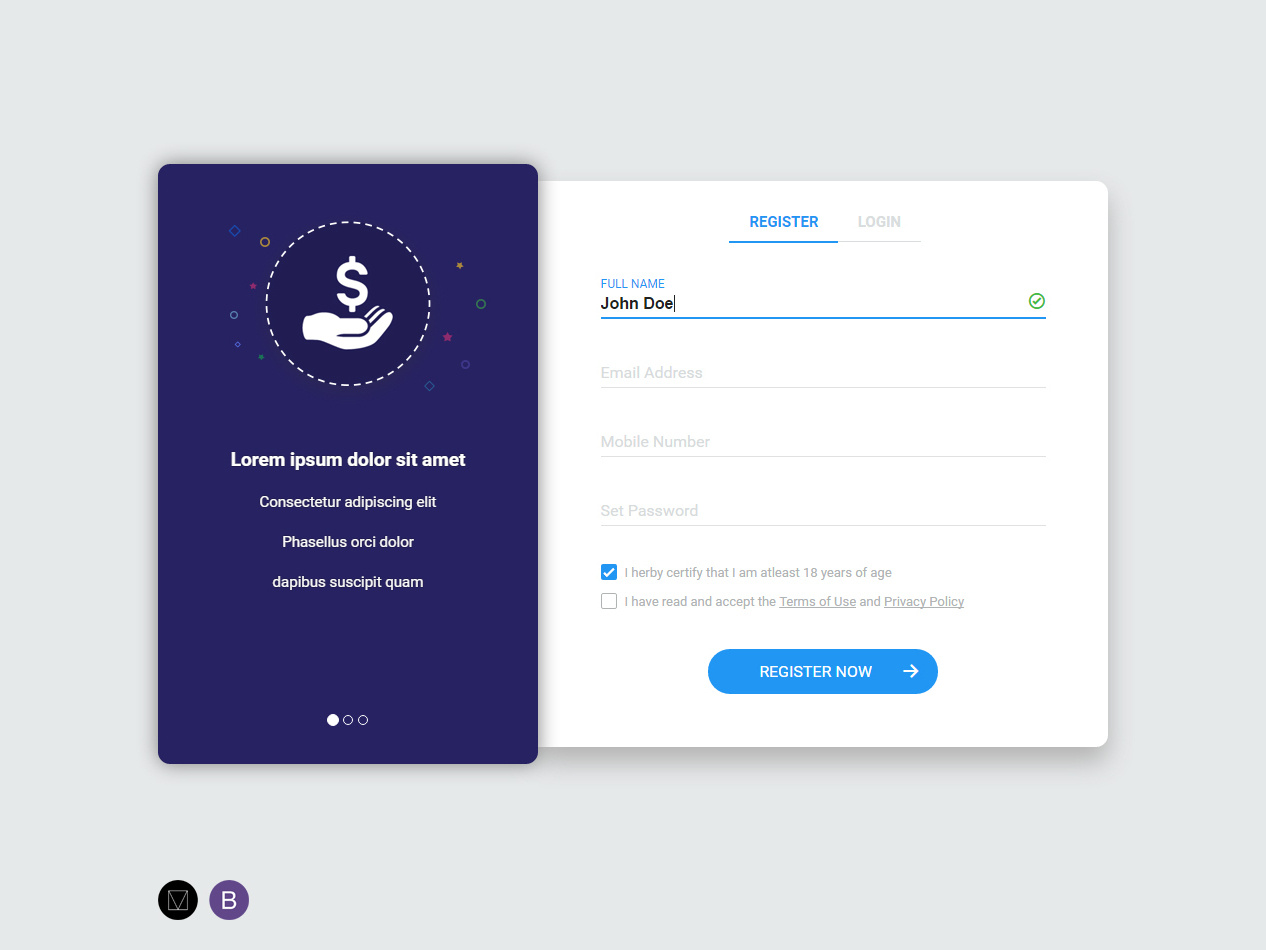 Lorem ipsum dolor sit amet
Consectetur adipiscing elit
Phasellus orci dolor
dapibus suscipit quam
REGISTER LOGIN
FULL NAME
John Doe
Email Address
Mobile Number
Set Password
I herby certify that I am atleast 18 years of age
I have read and accept the Terms of Use and Privacy Policy
REGISTER NOW
B